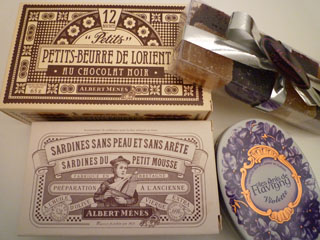 12
"Petits"
PETITS-BEURRE DE LORIENT
AU CHOCOLAT NOIR
ALBERT MENES
SARDINES SANS PEAU ET SANS ARÊTE
SARDINES DU PETIT MOUSSE
PRÉPARATION À L'ANCIENNE
ALBERT MENES
Les Anis de
Flavigny
Violette